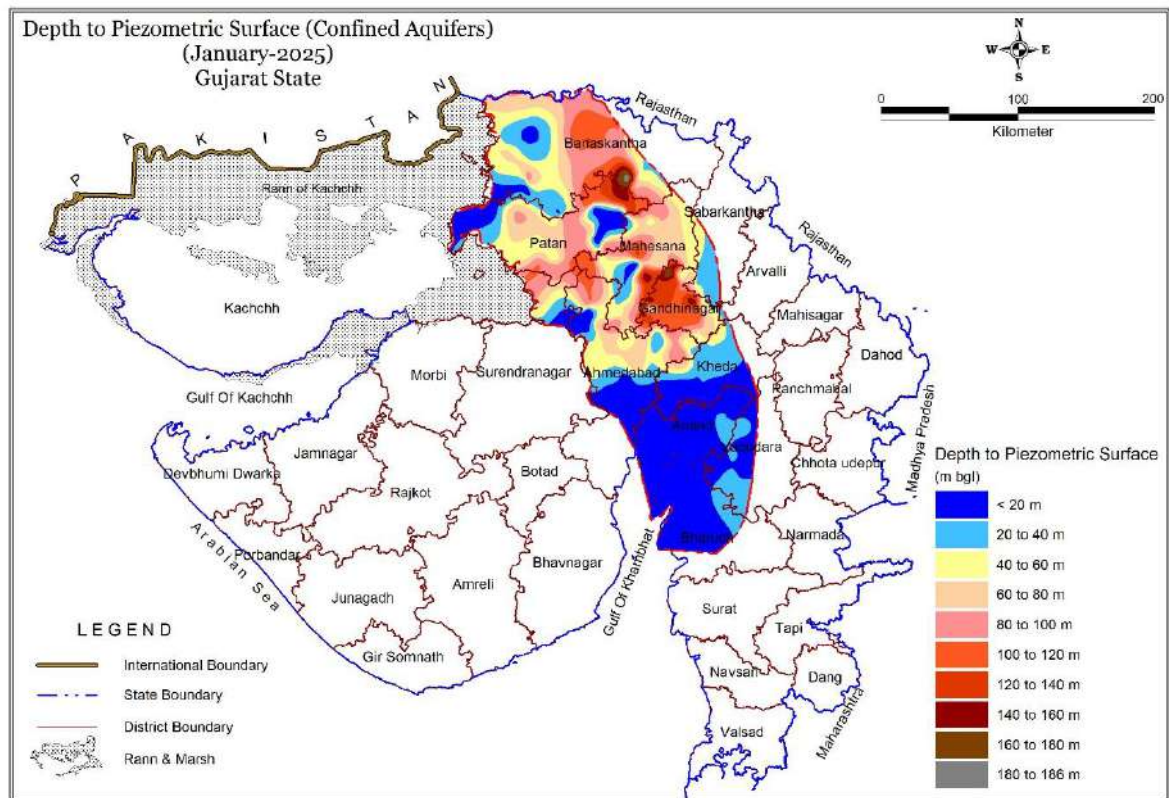 Depth to Piezometric Surface (Confined Aquifers)
(January-2025)
Gujarat State
N
W E
S
0 100 200
Kilometer
PAKISTAN
Rajasthan
Banaskantha
Rann of Kachchh
Sabarkantha
Rajasthan
Patan
Mahesana
Arvalli
Kachchh
Gandhinagar
Mahisagar
Dahod
Morbi
Surendranagar
Ahmedabad
Kheda
Panchmahal
Gulf Of Kachchh
Anand
Vadodara
Madhya Pradesh
Jamnagar
Devbhumi Dwarka
Botad
Chhota udepur
Rajkot
Narmada
Bharuch
Porbandar
Arabian Sea
Bhavnagar
Gulf Of Khambhat
Amreli
Junagadh
Surat
Tapi
Gir Somnath
Navsari
Dang
Maharashtra
Valsad
LEGEND
International Boundary
State Boundary
District Boundary
Rann & Marsh
Depth to Piezometric Surface
(m bgl)
< 20 m
20 to 40 m
40 to 60 m
60 to 80 m
80 to 100 m
100 to 120 m
120 to 140 m
140 to 160 m
160 to 180 m
180 to 186 m